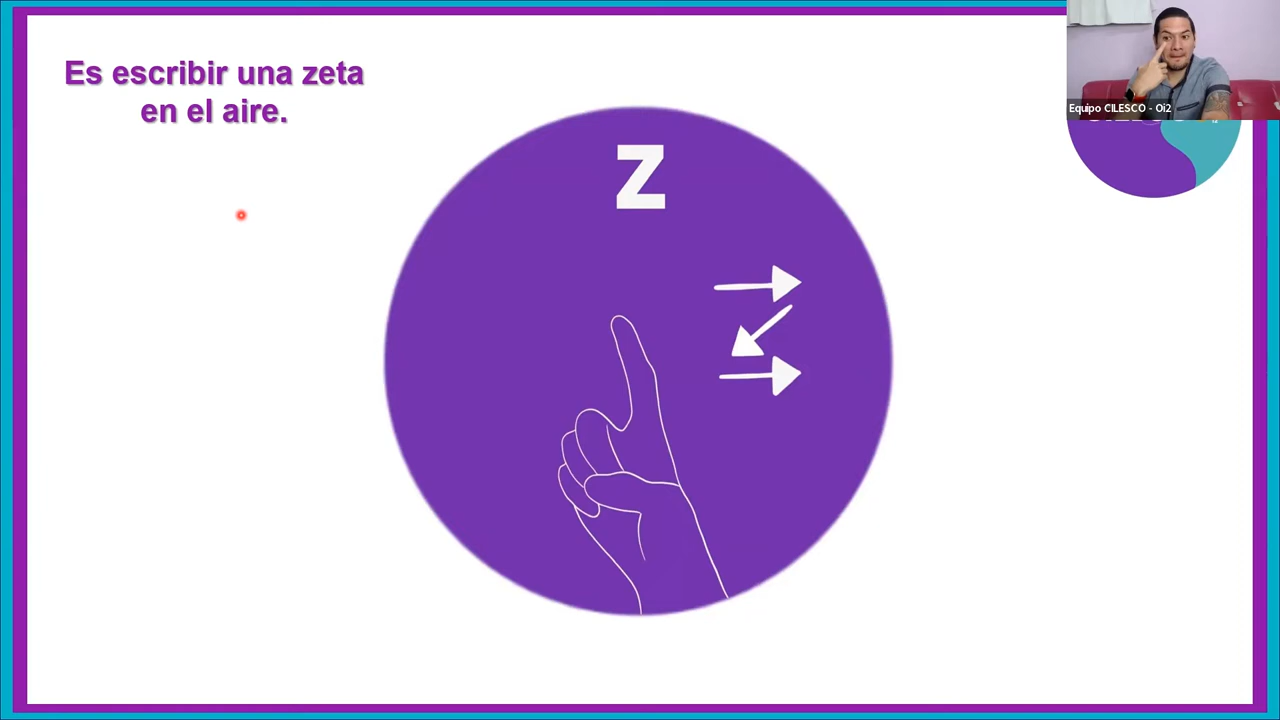 Es escribir una zeta
en el aire.
Z
Equipo CILESCO - Oi2